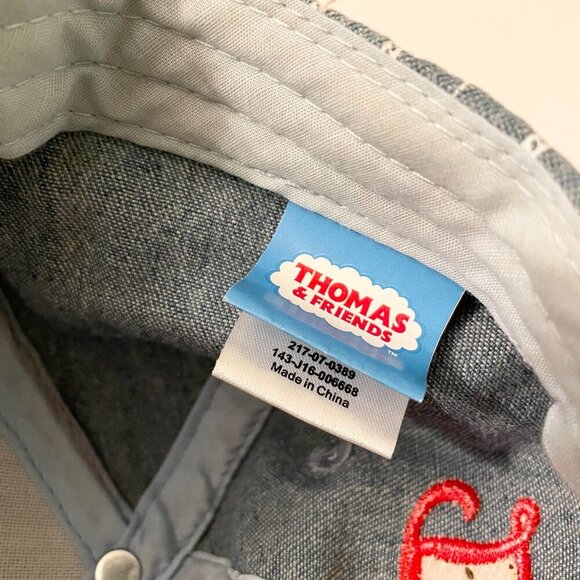 THOMAS
& FRIENDS
™
217-07-0389
143-J16-006668
Made in China